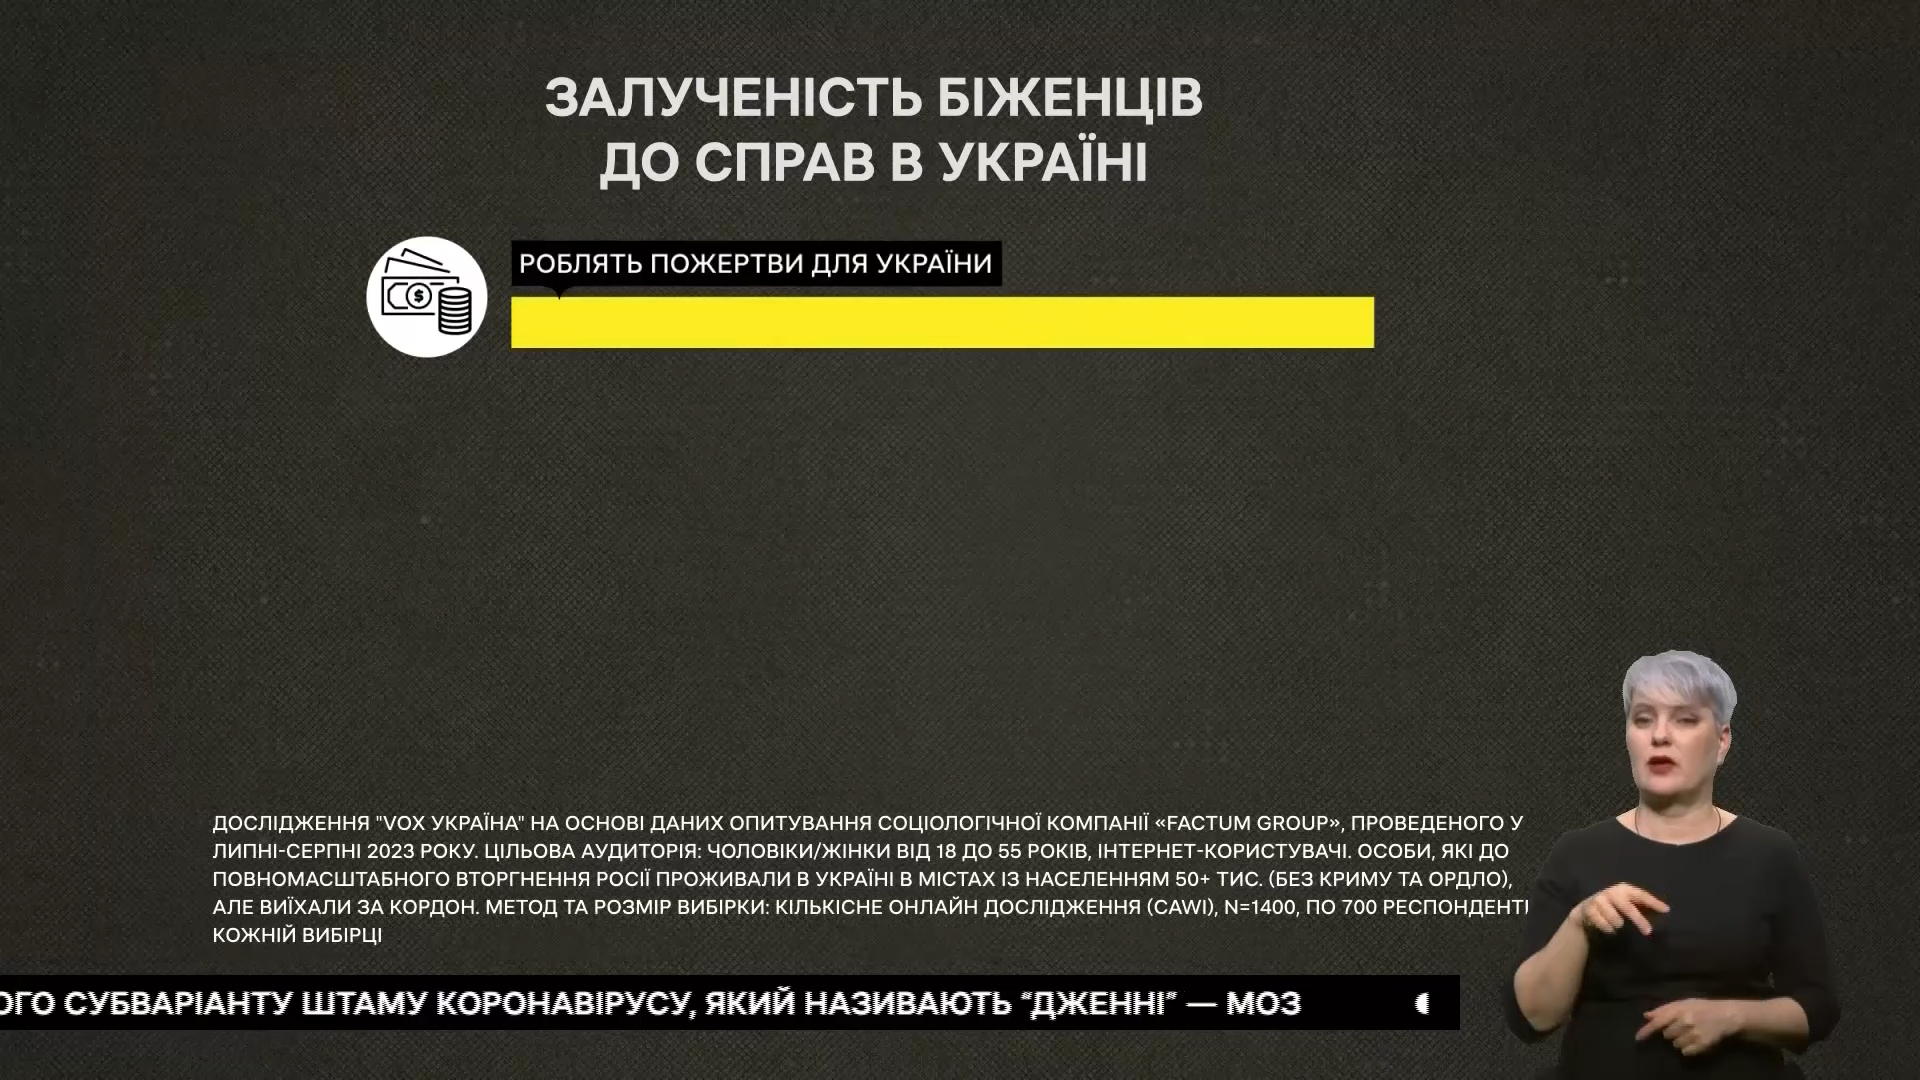 ЗАЛУЧЕНІСТЬ БІЖЕНЦІВ
ДО СПРАВ В УКРАЇНІ
РОБЛЯТЬ ПОЖЕРТВИ ДЛЯ УКРАЇНИ
ДОСЛІДЖЕННЯ "VOX УКРАЇНА" НА ОСНОВІ ДАНИХ ОПИТУВАННЯ СОЦІОЛОГІЧНОЇ КОМПАНІЇ «FACTUM GROUP», ПРОВЕДЕНОГО У
ЛИПНІ-СЕРПНІ 2023 РОКУ. ЦІЛЬОВА АУДИТОРІЯ: ЧОЛОВІКИ/ЖІНКИ ВІД 18 ДО 55 РОКІВ, ІНТЕРНЕТ-КОРИСТУВАЧІ. ОСОБИ, ЯКІ ДО
ПОВНОМАСШТАБНОГО ВТОРГНЕННЯ РОСІЇ ПРОЖИВАЛИ В УКРАЇНІ В МІСТАХ ІЗ НАСЕЛЕННЯМ 50+ ТИС. (БЕЗ КРИМУ ТА ОРДЛО),
АЛЕ ВИЇХАЛИ ЗА КОРДОН. МЕТОД ТА РОЗМІР ВИБІРКИ: КІЛЬКІСНЕ ОНЛАЙН ДОСЛІДЖЕННЯ (CAWI), N=1400, ПО 700 РЕСПОНДЕНТІ
КОЖНІЙ ВИБІРЦІ
ОГО СУБВАРІАНТУ ШТАМУ КОРОНАВІРУСУ, ЯКИЙ НАЗИВАЮТЬ “ДЖЕННІ” — МОЗ